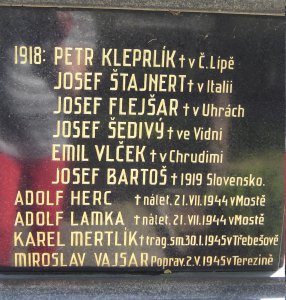 1918: PETR KLEPRLÍK † v Č. Lípě
JOSEF ŠTAJNERT † v Italii
JOSEF FLEJŠAR † v Uhrách
JOSEF ŠEDIVÝ † ve Vídni
EMIL VLČEK † v Chrudimi
JOSEF BARTOŠ † 1919 Slovensko.
ADOLF HERC † nálet. 21. VII. 1944 v Mostě
ADOLF LAMKA † nálet. 21. VII. 1944 v Mostě
KAREL MERTLÍK † trag. sm. 30. I. 1945 v Třebešově
MIROSLAV VAJSAR Poprav. 2. V. 1945 v Terezíně